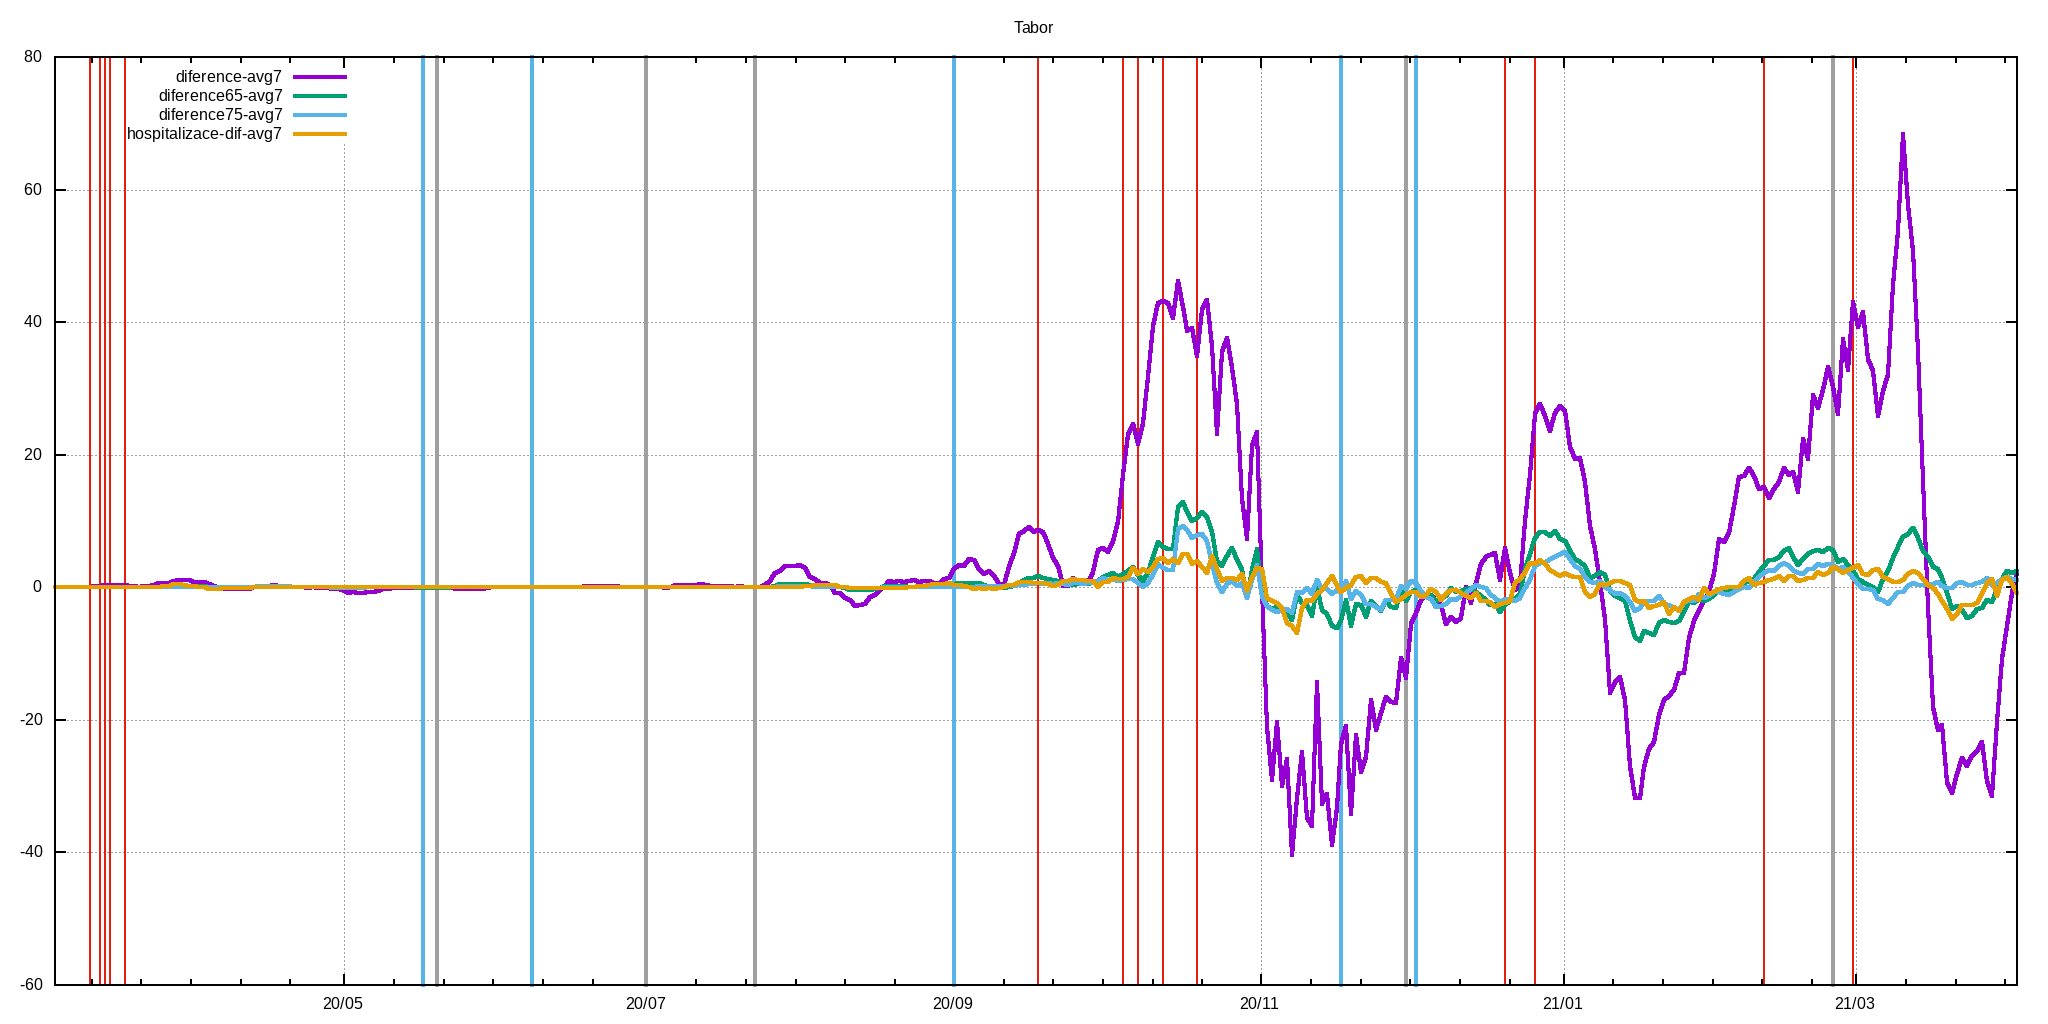 Tabor
80
60
40
20
0
-20
-40
-60
diference-avg7
diference65-avg7
diference75-avg7
hospitalizace-dif-avg7
20/05
20/07
20/09
20/11
21/01
21/03